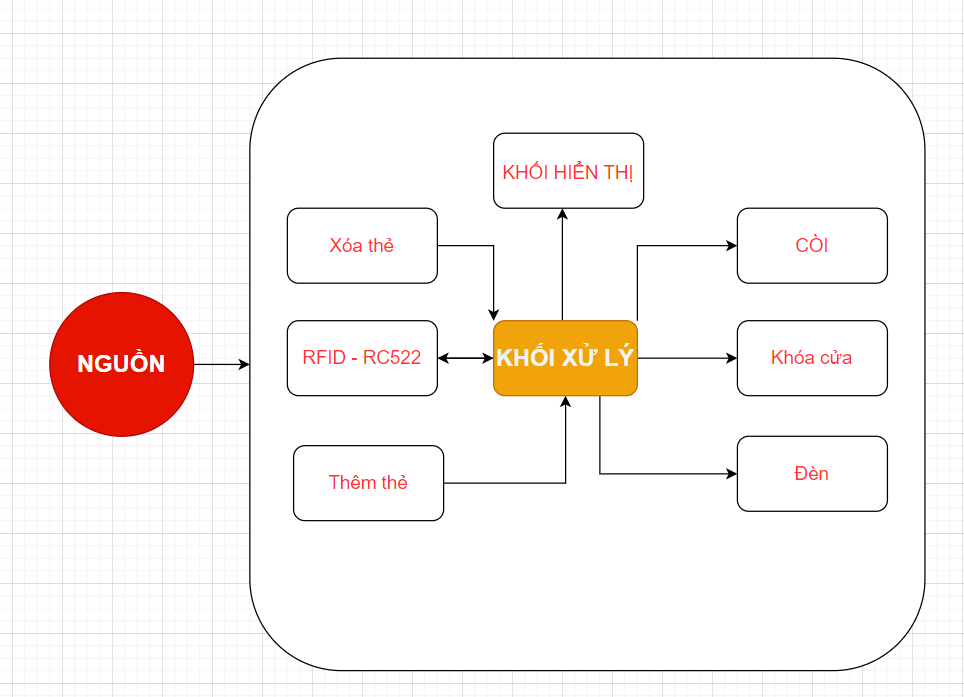 KHỐI HIỂN THỊ
Xóa thẻ
CÒI
NGUỒN
RFID - RC522
KHỐI XỬ LÝ
Khóa cửa
Thêm thẻ
Đèn